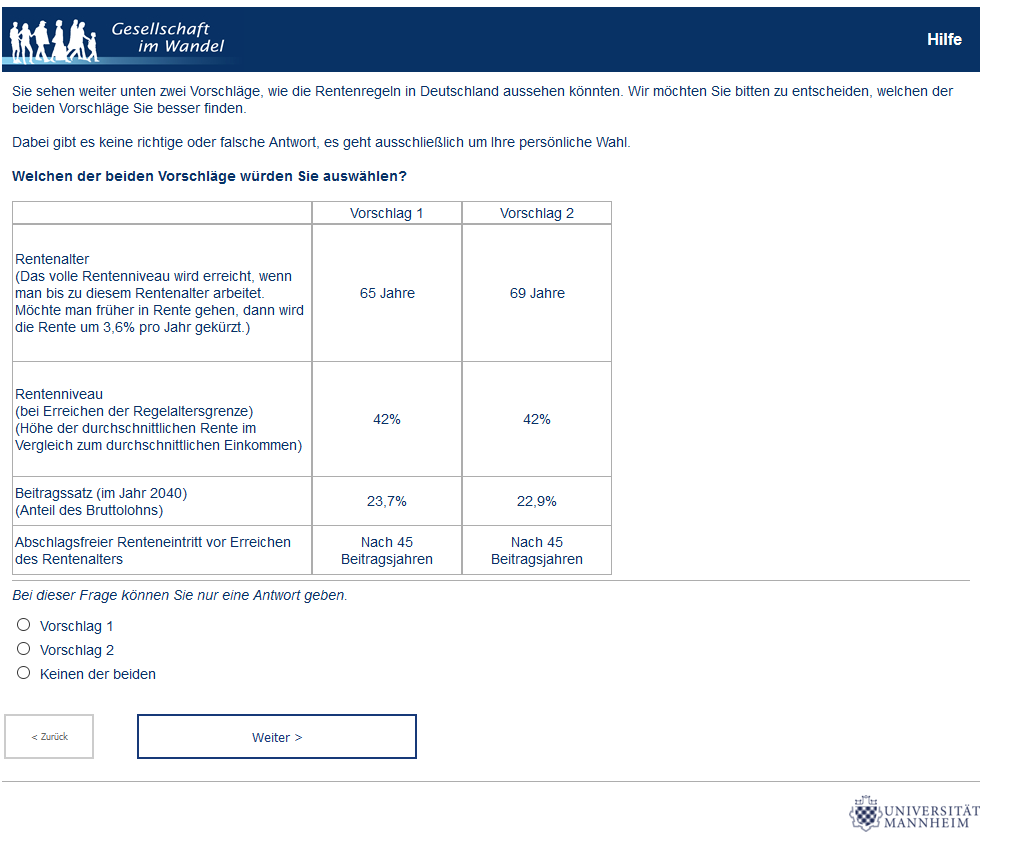 Gesellschaft
im Wandel
Hilfe
Sie sehen weiter unten zwei Vorschläge, wie die Rentenregeln in Deutschland aussehen könnten. Wir möchten Sie bitten zu entscheiden, welchen der
beiden Vorschläge Sie besser finden.
Dabei gibt es keine richtige oder falsche Antwort, es geht ausschließlich um Ihre persönliche Wahl.
Welchen der beiden Vorschläge würden Sie auswählen?
Vorschlag 1
Vorschlag 2
Rentenalter
(Das volle Rentenniveau wird erreicht, wenn
man bis zu diesem Rentenalter arbeitet.
Möchte man früher in Rente gehen, dann wird
die Rente um 3,6% pro Jahr gekürzt.)
65 Jahre
69 Jahre
Rentenniveau
(bei Erreichen der Regelaltersgrenze)
(Höhe der durchschnittlichen Rente im
Vergleich zum durchschnittlichen Einkommen)
42%
42%
Beitragssatz (im Jahr 2040)
(Anteil des Bruttolohns)
23,7%
22,9%
Abschlagsfreier Renteneintritt vor Erreichen
des Rentenalters
Nach 45
Beitragsjahren
Nach 45
Beitragsjahren
Bei dieser Frage können Sie nur eine Antwort geben.
Vorschlag 1
Vorschlag 2
Keinen der beiden
< Zurück
Weiter >
UNIVERSITÄT
MANNHEIM